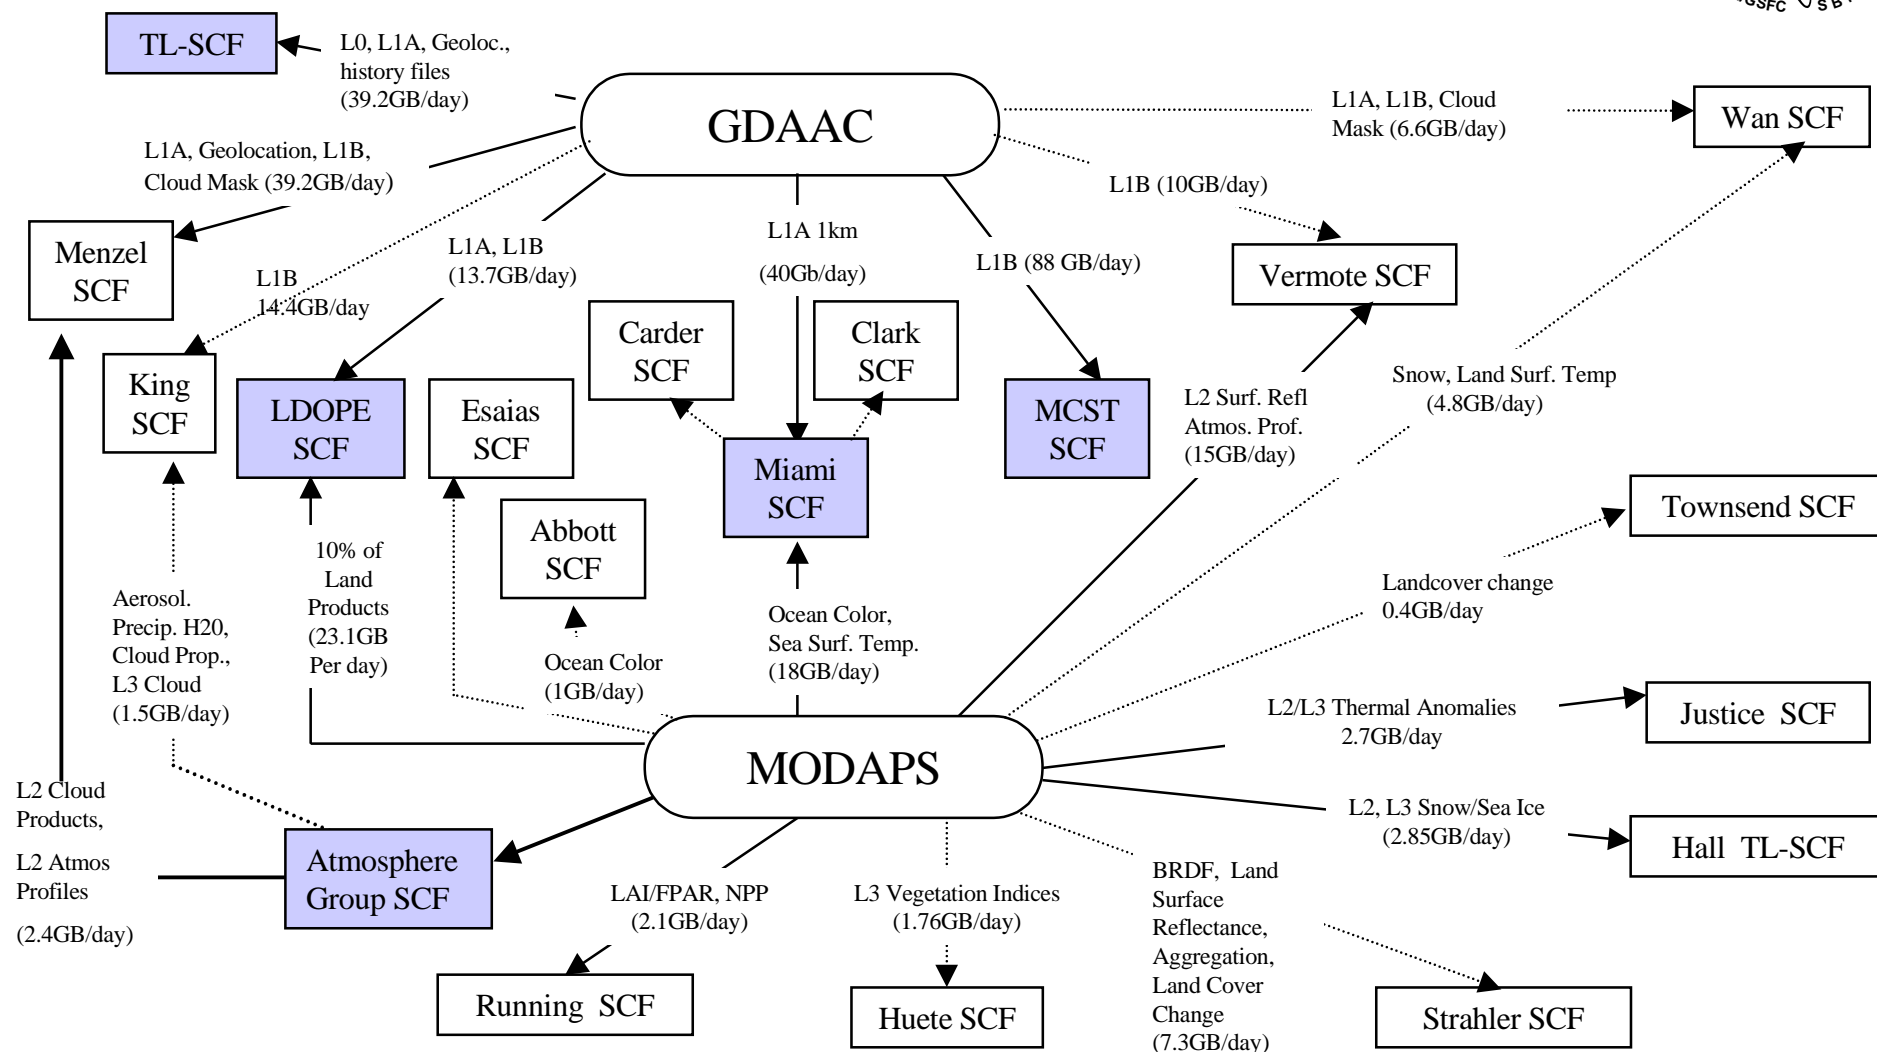 GSFC
S B
TL-SCF
L0, L1A, Geoloc.,
history files
(39.2GB/day)
GDAAC
L1A, L1B, Cloud
Mask (6.6GB/day)
Wan SCF
L1A, Geolocation, L1B,
Cloud Mask (39.2GB/day)
L1B (10GB/day)
Menzel
SCF
L1B
14.4GB/day
L1A, L1B
(13.7GB/day)
L1A 1km
(40Gb/day)
L1B (88 GB/day)
Vermote SCF
Carder
SCF
Clark
SCF
King
SCF
LDOPE
SCF
Esaias
SCF
MCST
SCF
L2 Surf. Refl
Atmos. Prof.
(15GB/day)
Snow, Land Surf. Temp
(4.8GB/day)
Miami
SCF
Abbott
SCF
Townsend SCF
10% of
Land
Products
(23.1GB
Per day)
Aerosol.
Precip. H20,
Cloud Prop.,
L3 Cloud
(1.5GB/day)
Ocean Color
(1GB/day)
Ocean Color,
Sea Surf. Temp.
(18GB/day)
Landcover change
0.4GB/day
L2/L3 Thermal Anomalies
2.7GB/day
Justice SCF
MODAPS
L2 Cloud
Products,
L2 Atmos
Profiles
(2.4GB/day)
Atmosphere
Group SCF
L2, L3 Snow/Sea Ice
(2.85GB/day)
Hall TL-SCF
LAI/FPAR, NPP
(2.1GB/day)
L3 Vegetation Indices
(1.76GB/day)
BRDF, Land
Surface
Reflectance,
Aggregation,
Land Cover
Change
(7.3GB/day)
Running SCF
Huete SCF
Strahler SCF